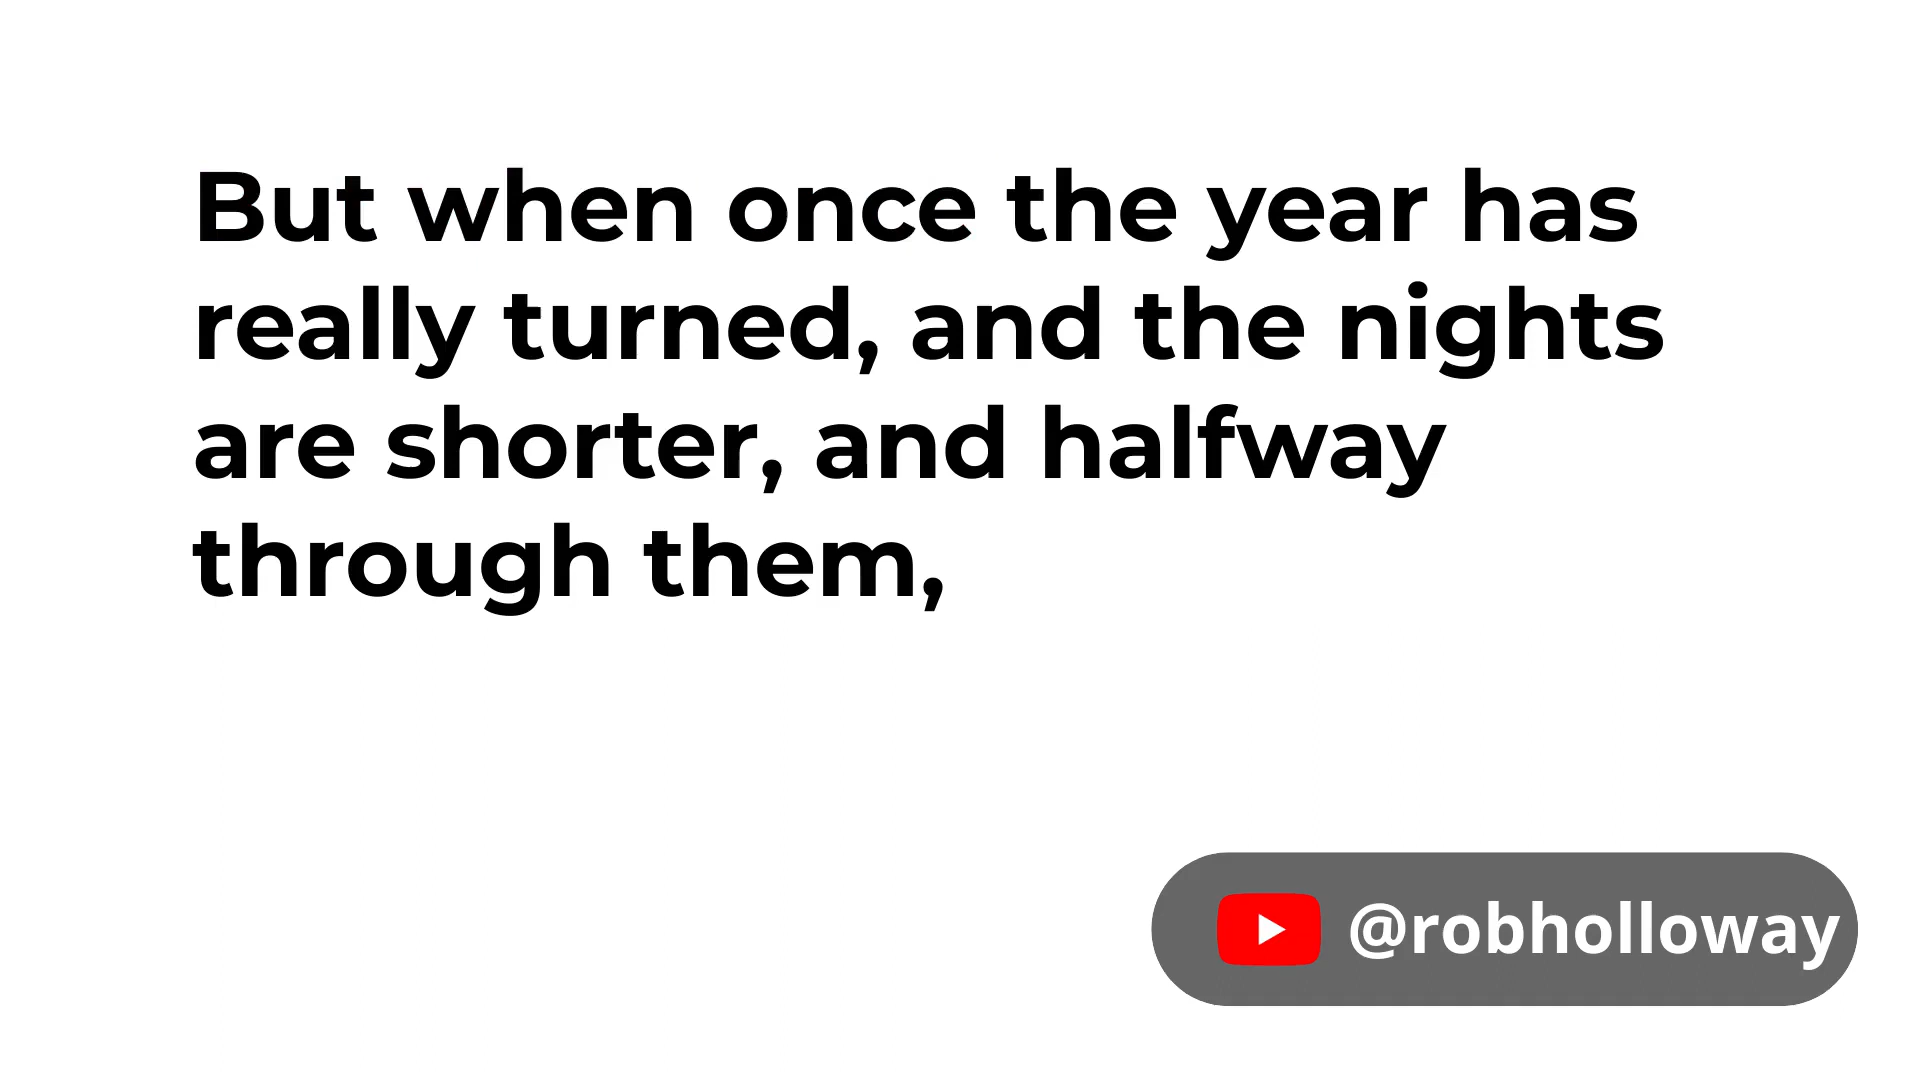 But when once the year has
really turned, and the nights
are shorter, and halfway
through them,
@robholloway